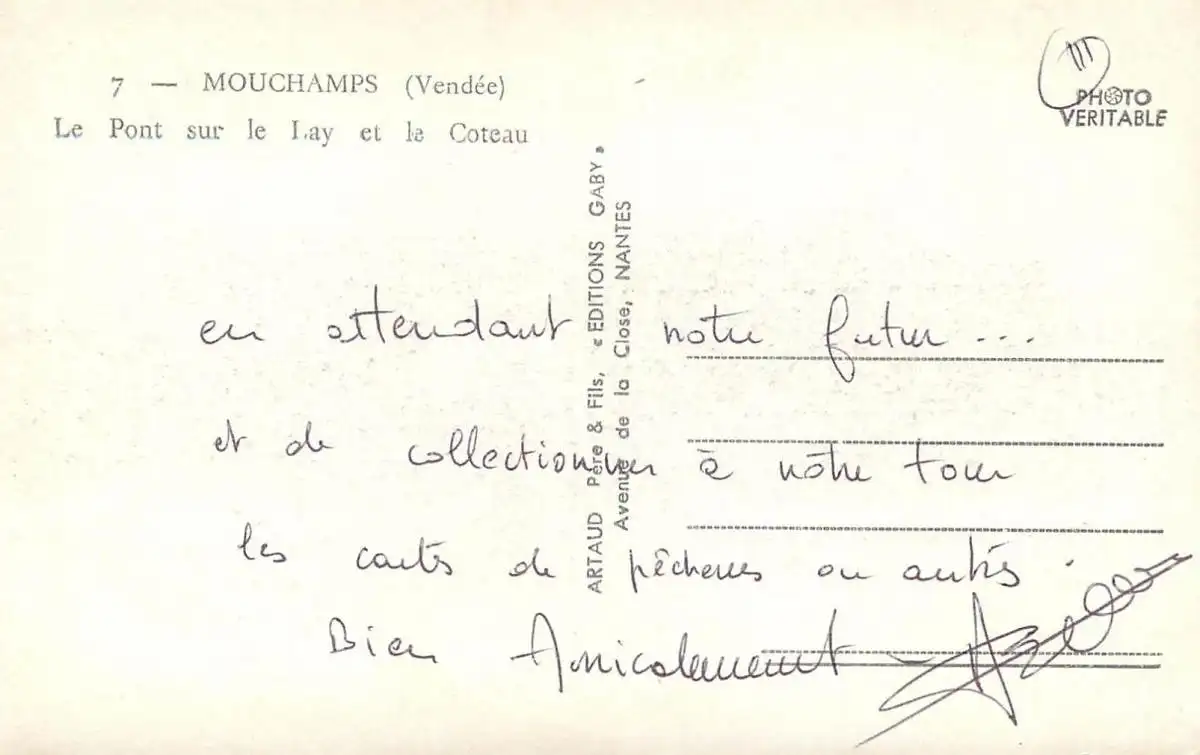 7 — MOUCHAMPS (Vendée)
Le Pont sur le Lay et le Coteau
III
PHOTO
VERITABLE
ARTAUD Père & Fils, « EDITIONS GABY »
Avenue de la Close, NANTES
en attendant notre futur ...
et de collectionner à nôtre tour
les cartes de pêcheurs ou autres.
Bien Amicalement